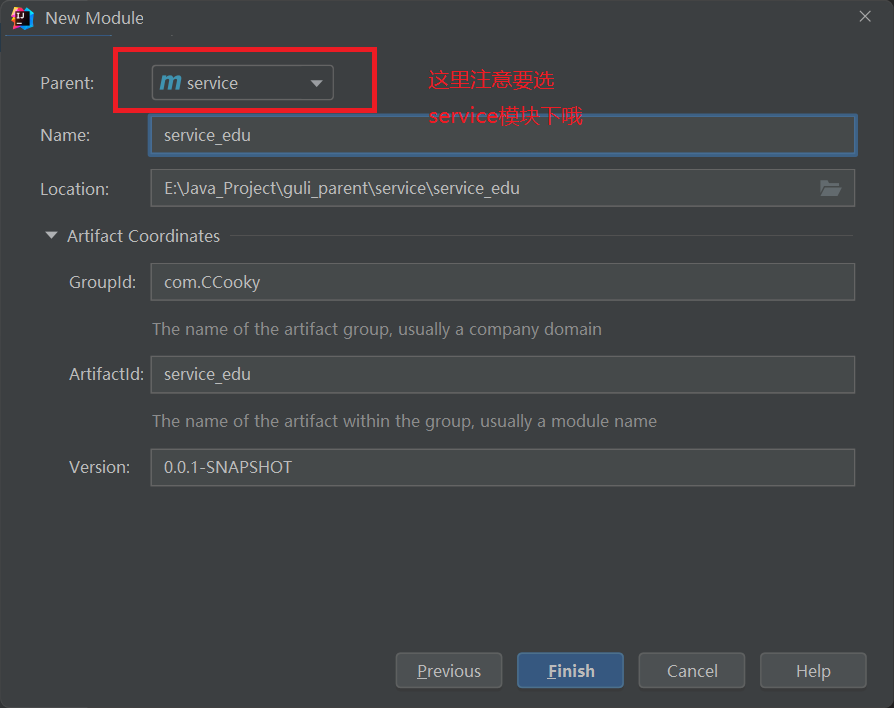 New Module
Parent:
m service
这里注意要选
service模块下哦
Name:
service_edu
Location:
E:\Java_Project\guli_parent\service\service_edu
Artifact Coordinates
GroupId:
com.CCooky
The name of the artifact group, usually a company domain
ArtifactId:
service_edu
The name of the artifact within the group, usually a module name
Version:
0.0.1-SNAPSHOT
Previous
Finish
Cancel
Help